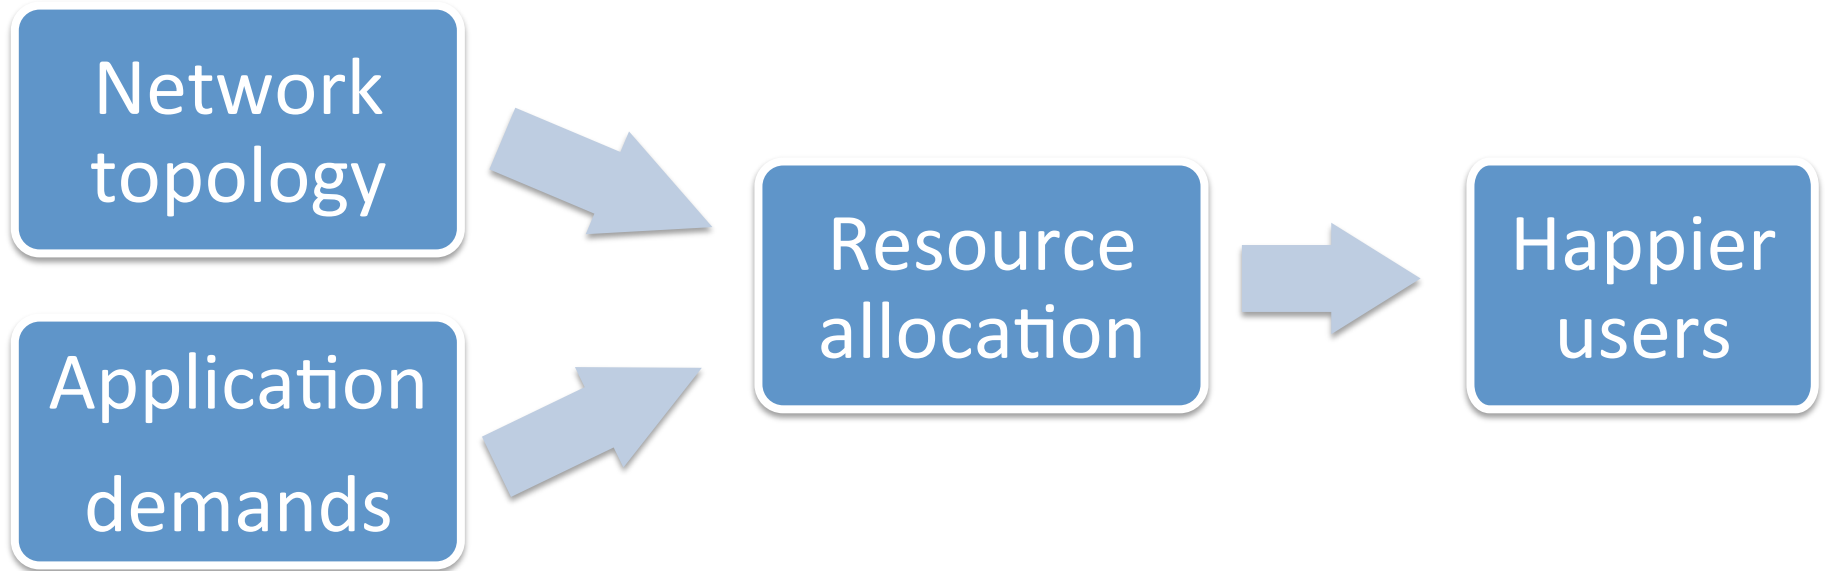 Network
topology
Application
demands
Resource
allocation
Happier
users